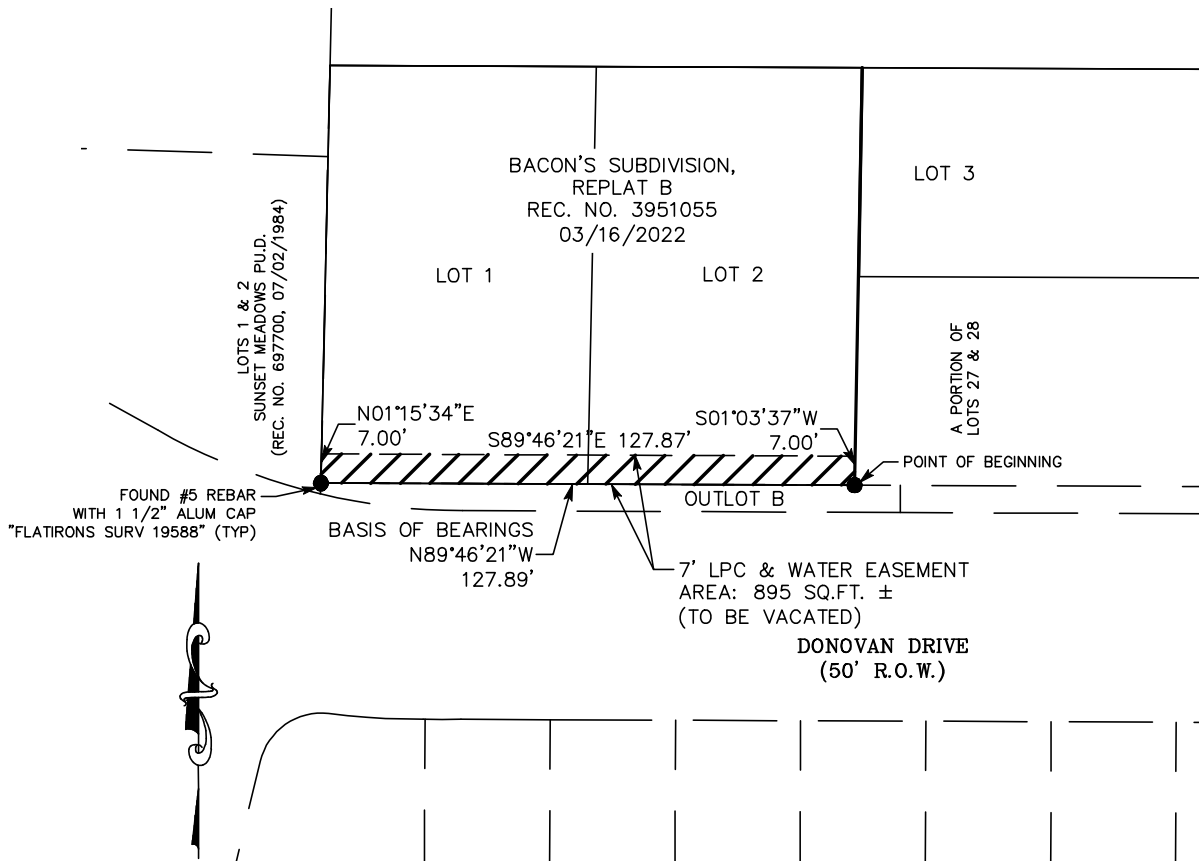 BACON'S SUBDIVISION,
REPLAT B
REC. NO. 3951055
03/16/2022
LOT 3
LOT 1
LOT 2
LOTS 1 & 2
SUNSET MEADOWS P.U.D.
(REC. NO. 697700, 07/02/1984)
A PORTION OF
LOTS 27 & 28
N01°15'34"E
7.00'
S89°46'21"E 127.87'
S01°03'37"W
7.00'
POINT OF BEGINNING
FOUND #5 REBAR
WITH 1 1/2" ALUM CAP
"FLATIRONS SURV 19588" (TYP)
OUTLOT B
BASIS OF BEARINGS
N89°46'21"W
127.89'
7' LPC & WATER EASEMENT
AREA: 895 SQ.FT. ±
(TO BE VACATED)
DONOVAN DRIVE
(50' R.O.W.)